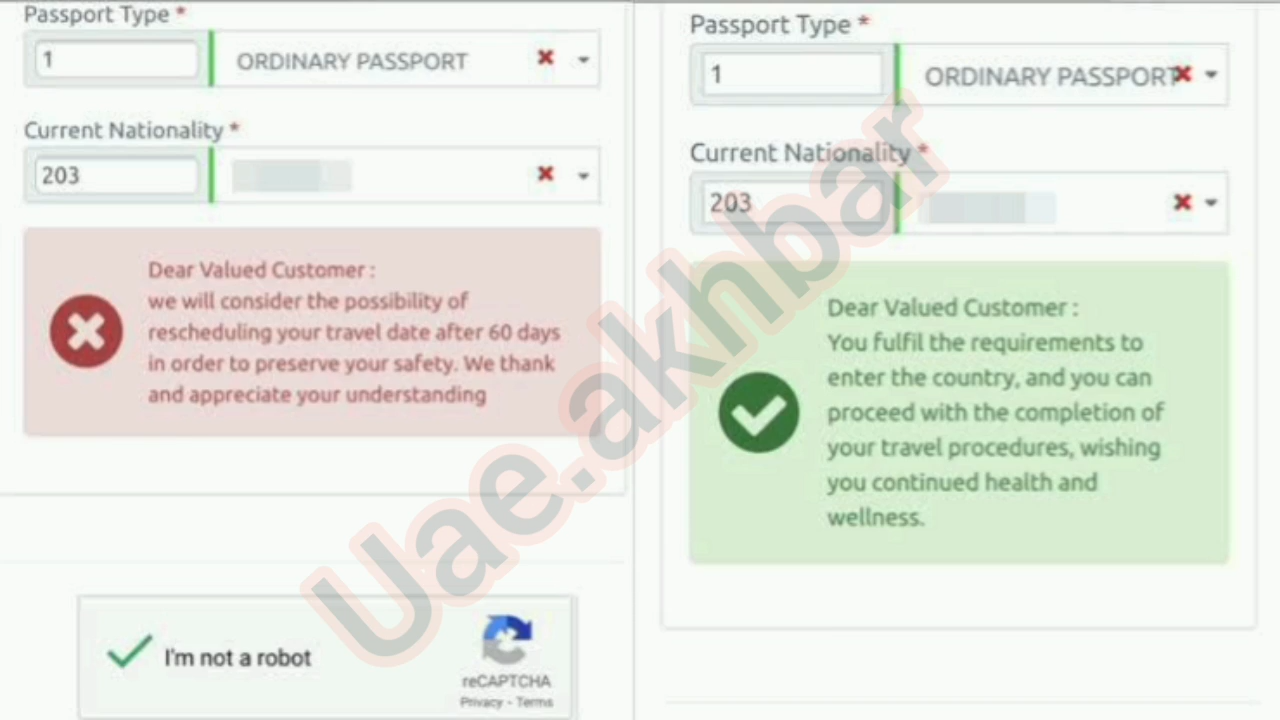 Passport Type *
1
ORDINARY PASSPORT
Current Nationality *
203
Dear Valued Customer :
we will consider the possibility of
rescheduling your travel date after 60 days
in order to preserve your safety. We thank
and appreciate your understanding
I'm not a robot
reCAPTCHA
Privacy - Terms
Passport Type *
1
ORDINARY PASSPORT
Current Nationality *
203
Dear Valued Customer :
You fulfil the requirements to
enter the country, and you can
proceed with the completion of
your travel procedures, wishing
you continued health and
wellness.
Uae.akhbar